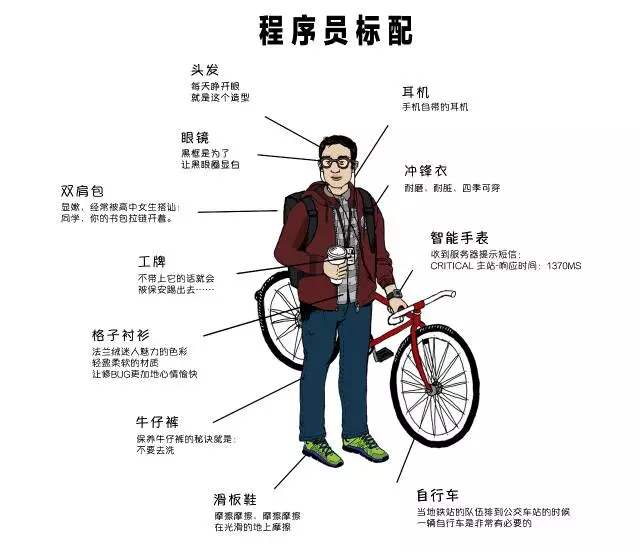 程序员标配
头发
每天睁开眼
就是这个造型
耳机
手机自带的耳机
眼镜
黑框是为了
让黑眼圈显白
冲锋衣
耐磨、耐脏、四季可穿
双肩包
显嫩、经常被高中女生搭讪:
同学,你的书包拉链开着。
智能手表
收到服务器提示短信:
CRITICAL 主站-响应时间:1370MS
工牌
不带上它的话就会
被保安踢出去……
格子衬衫
法兰绒迷人魅力的色彩
轻盈柔软的材质
让修BUG更加地心情愉快
牛仔裤
保养牛仔裤的秘诀就是:
不要去洗
滑板鞋
摩擦摩擦,摩擦摩擦
在光滑的地上摩擦
自行车
当地铁站的队伍排到公交车站的时候
一辆自行车是非常有必要的